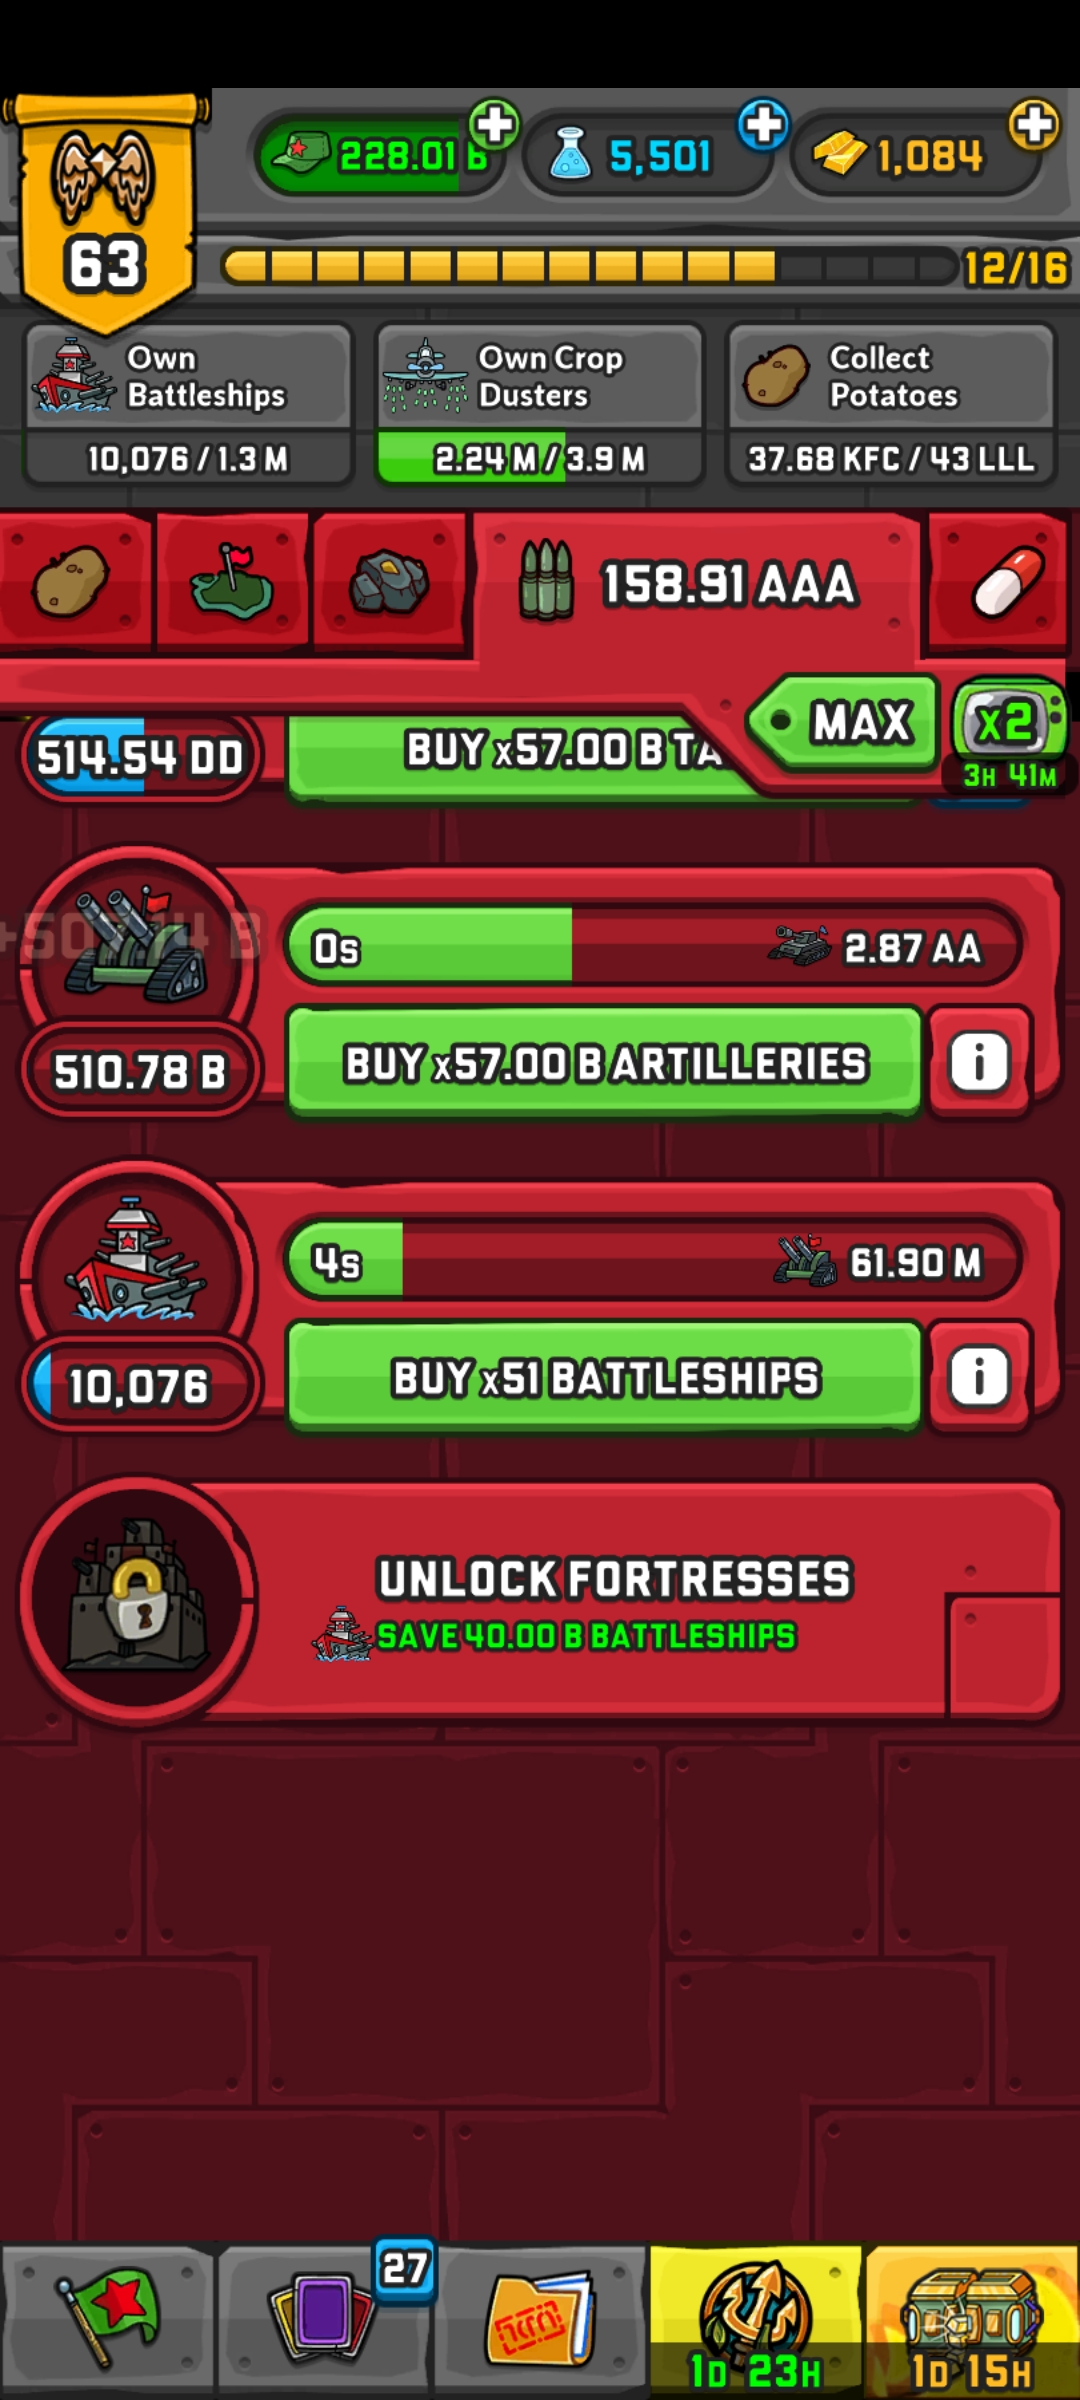 63
228.01 B
5,501
1,084
12/16
Own
Battleships
10,076 / 1.3 M
Own Crop
Dusters
2.24 M / 3.9 M
Collect
Potatoes
37.68 KFC / 43 LLL
158.91 AAA
MAX
x2
3H 41M
514.54 DD
BUY x57.00 B TA
0s
2.87 AA
510.78 B
BUY x57.00 B ARTILLERIES
i
4s
61.90 M
10,076
BUY x51 BATTLESHIPS
i
UNLOCK FORTRESSES
SAVE 40.00 B BATTLESHIPS
27
1D 23H
1D 15H